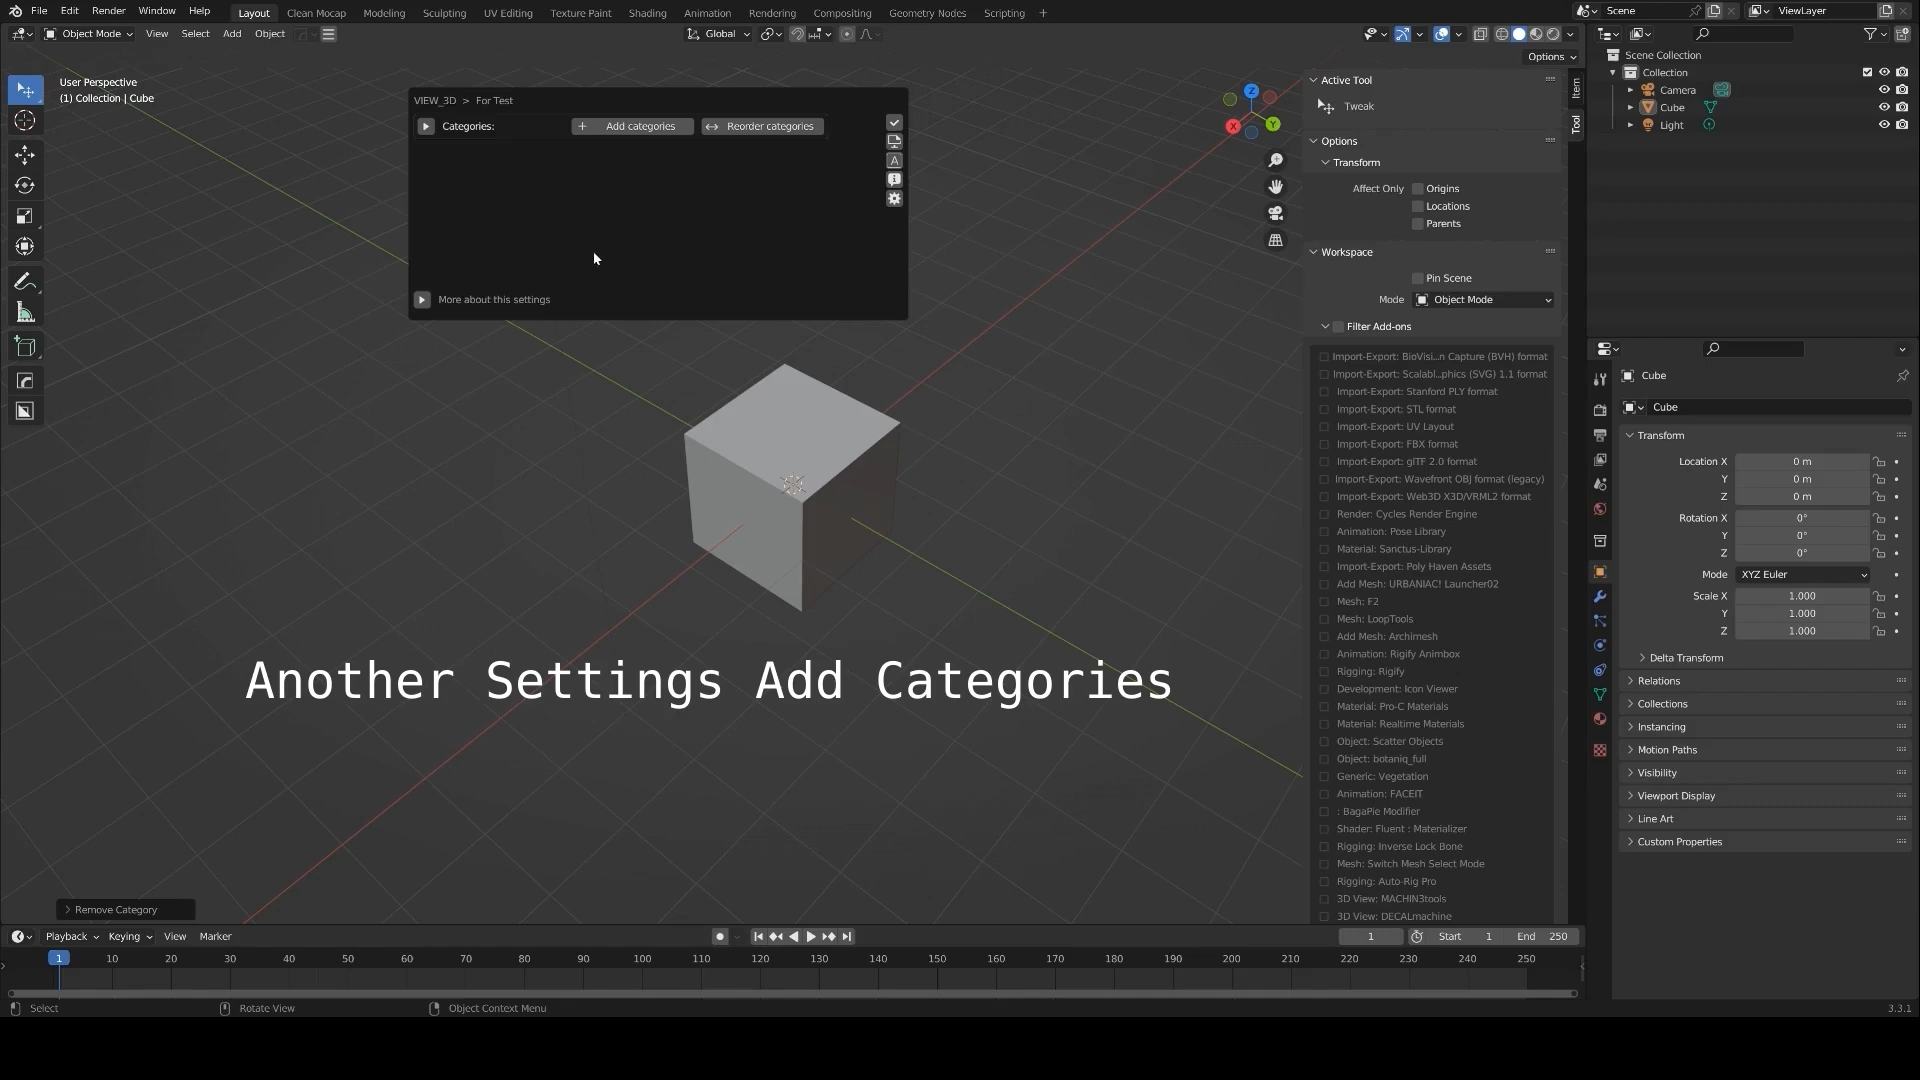 File Edit Render Window Help Layout Clean Mocap Modeling Sculpting UV Editing Texture Paint Shading Animation Rendering Compositing Geometry Nodes Scripting + Scene ViewLayer
Object Mode View Select Add Object Global
Options
User Perspective
(1) Collection | Cube
VIEW_3D > For Test
Categories: Add categories Reorder categories
More about this settings
Another Settings Add Categories
Remove Category
X
Y
Z
Active Tool
Tweak
Options
Transform
Affect Only Origins
Locations
Parents
Workspace
Pin Scene
Mode Object Mode
Filter Add-ons
Import-Export: BioVisi...n Capture (BVH) format
Import-Export: Scalabl...phics (SVG) 1.1 format
Import-Export: Stanford PLY format
Import-Export: STL format
Import-Export: UV Layout
Import-Export: FBX format
Import-Export: glTF 2.0 format
Import-Export: Wavefront OBJ format (legacy)
Import-Export: Web3D X3D/VRML2 format
Render: Cycles Render Engine
Animation: Pose Library
Material: Sanctus-Library
Import-Export: Poly Haven Assets
Add Mesh: URBANIAC! Launcher02
Mesh: F2
Mesh: LoopTools
Add Mesh: Archimesh
Animation: Rigify Animbox
Rigging: Rigify
Development: Icon Viewer
Material: Pro-C Materials
Material: Realtime Materials
Object: Scatter Objects
Object: botaniq_full
Generic: Vegetation
Animation: FACEIT
: BagaPie Modifier
Shader: Fluent : Materializer
Rigging: Inverse Lock Bone
Mesh: Switch Mesh Select Mode
Rigging: Auto-Rig Pro
3D View: MACHIN3tools
3D View: DECALmachine
Item
Tool
Scene Collection
Collection
Camera
Cube
Light
Cube
Cube
Transform
Location X 0 m
Y 0 m
Z 0 m
Rotation X 0°
Y 0°
Z 0°
Mode XYZ Euler
Scale X 1.000
Y 1.000
Z 1.000
Delta Transform
Relations
Collections
Instancing
Motion Paths
Visibility
Viewport Display
Line Art
Custom Properties
Playback Keying View Marker 1 Start 1 End 250
1 10 20 30 40 50 60 70 80 90 100 110 120 130 140 150 160 170 180 190 200 210 220 230 240 250
Select Rotate View Object Context Menu 3.3.1